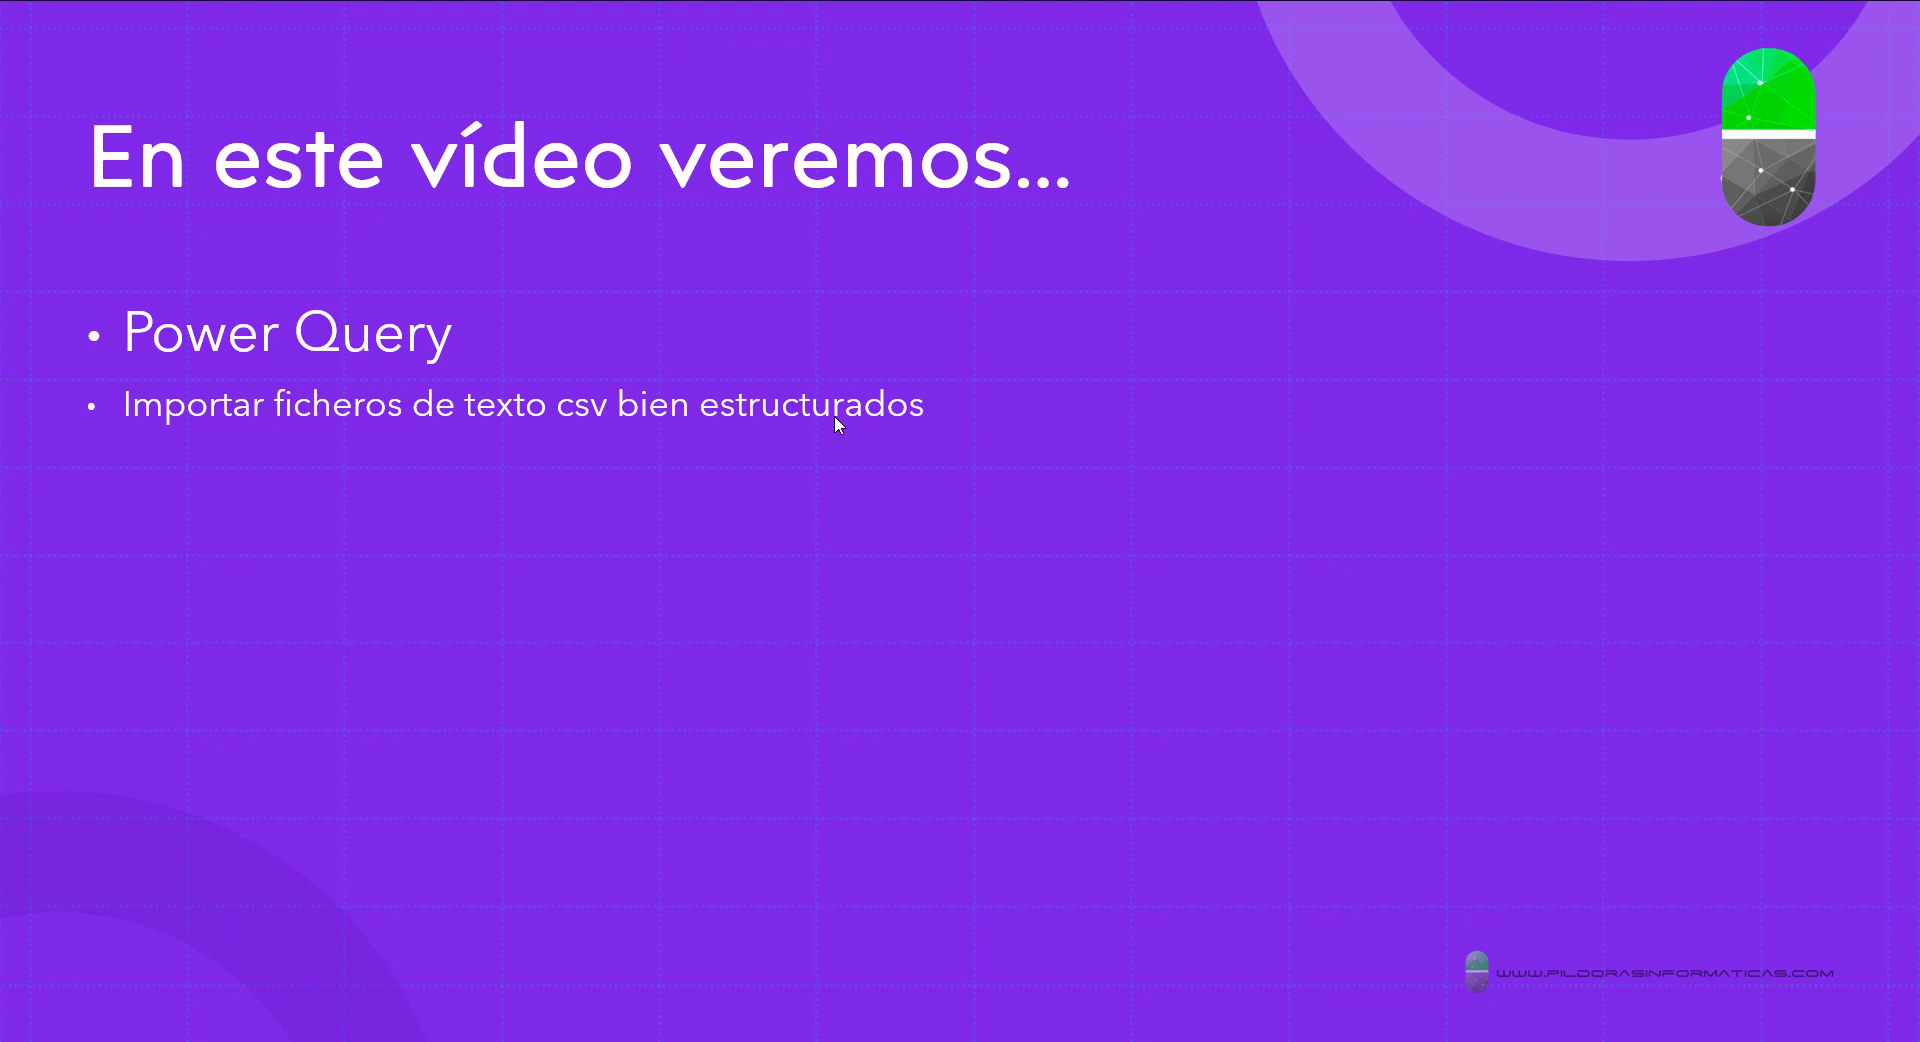 En este vídeo veremos...
• Power Query
• Importar ficheros de texto csv bien estructurados
WWW.PILDORASINFORMATICAS.COM